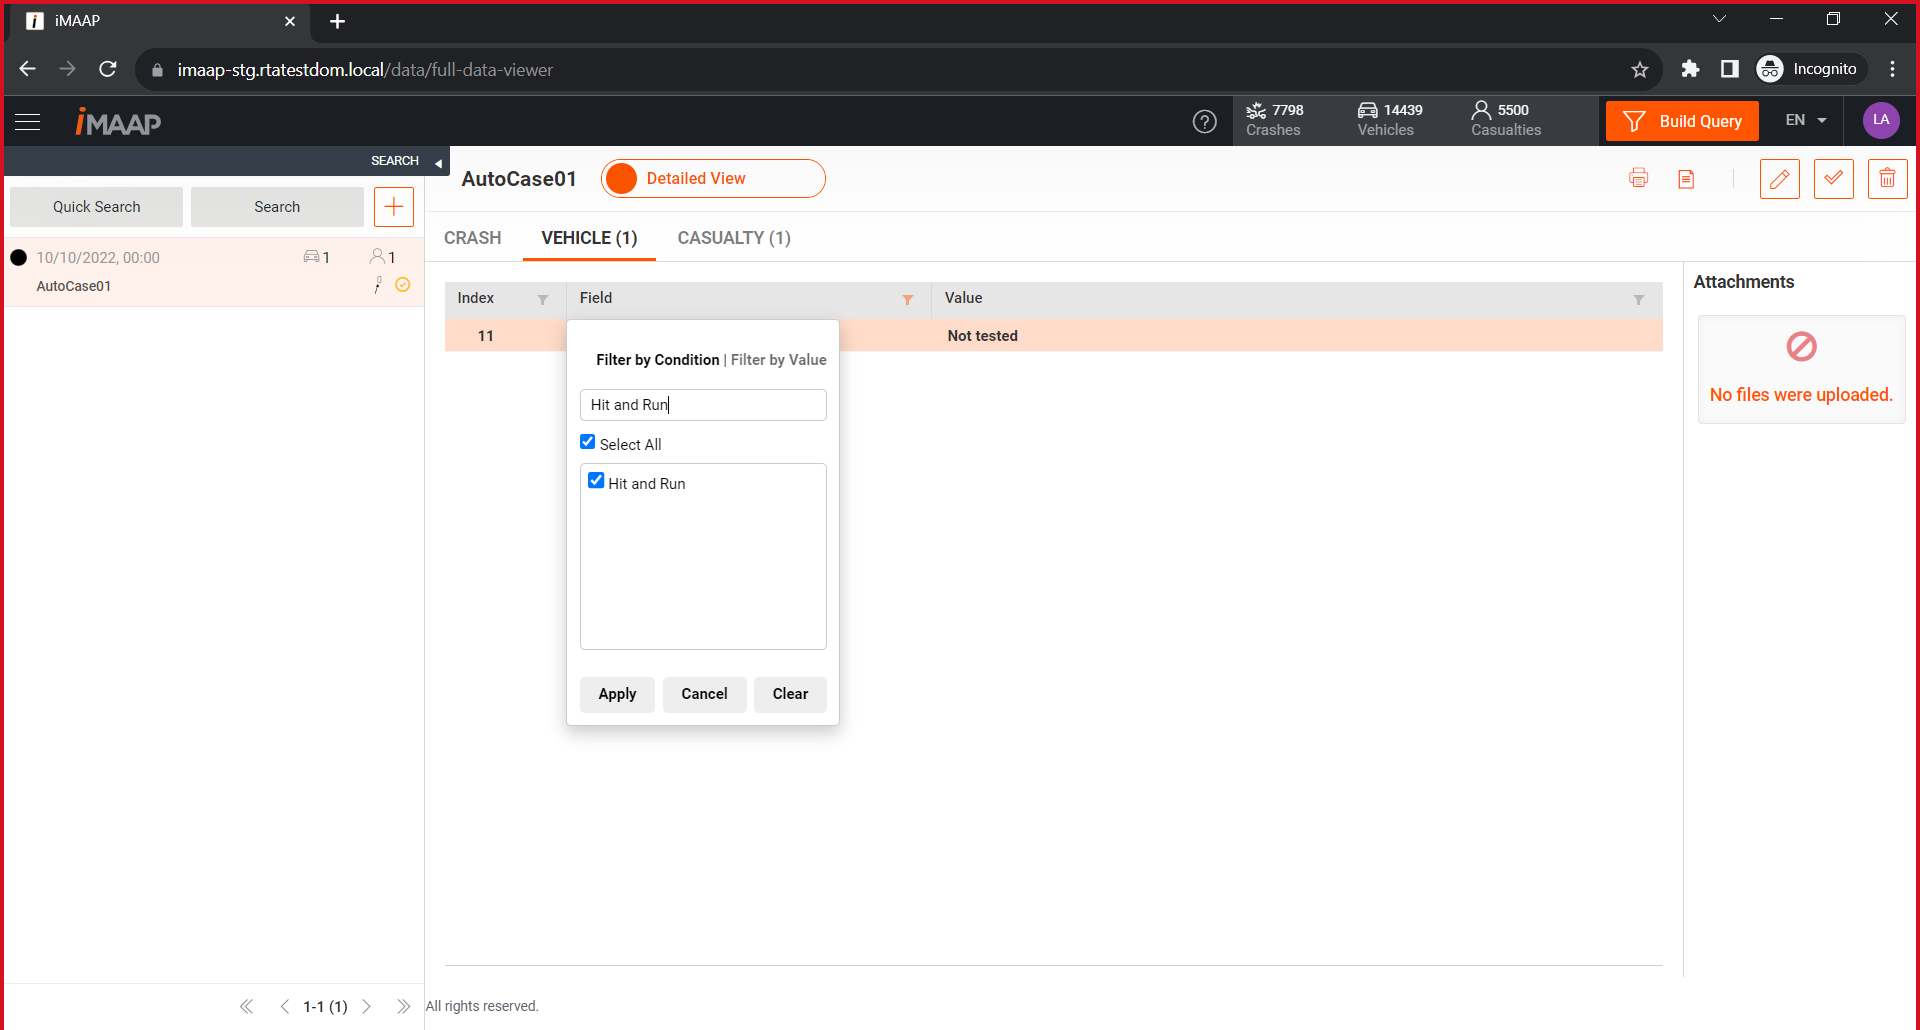 iMAAP
imaap-stg.rtatestdom.local/data/full-data-viewer
Incognito
iMAAP
7798
Crashes
14439
Vehicles
5500
Casualties
Build Query
EN
LA
SEARCH
AutoCase01
Detailed View
Quick Search
Search
CRASH
VEHICLE (1)
CASUALTY (1)
10/10/2022, 00:00
1
1
AutoCase01
Index
Field
Value
Attachments
11
Not tested
Filter by Condition | Filter by Value
Hit and Run
Select All
Hit and Run
No files were uploaded.
Apply
Cancel
Clear
1-1 (1)
All rights reserved.